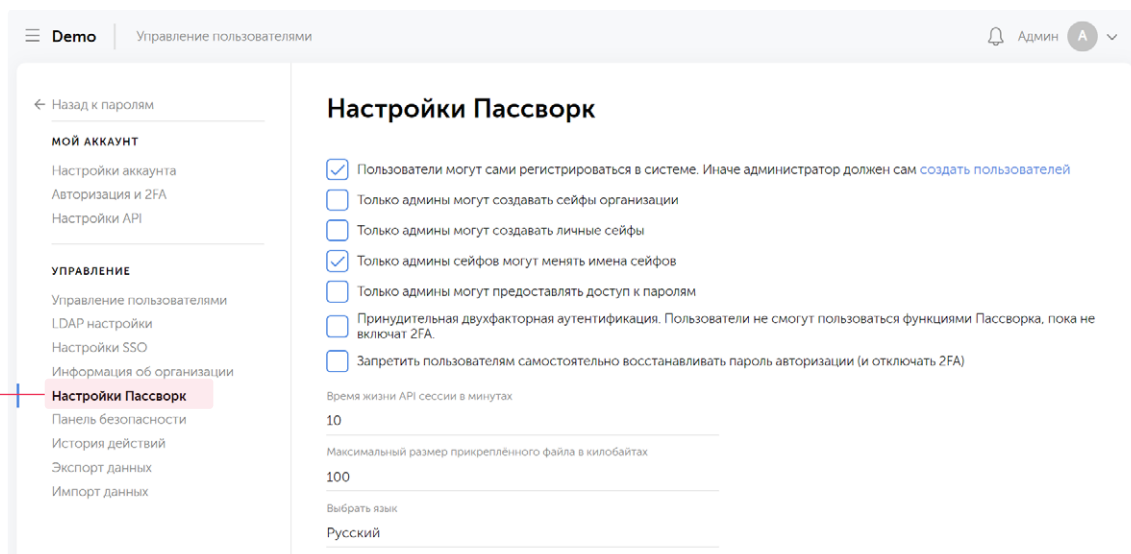 Demo
Управление пользователями
Админ
А
Назад к паролям
МОЙ АККАУНТ
Настройки аккаунта
Авторизация и 2FA
Настройки API
УПРАВЛЕНИЕ
Управление пользователями
LDAP настройки
Настройки SSO
Информация об организации
Настройки Пассворк
Панель безопасности
История действий
Экспорт данных
Импорт данных
Настройки Пассворк
Пользователи могут сами регистрироваться в системе. Иначе администратор должен сам создать пользователей
Только админы могут создавать сейфы организации
Только админы могут создавать личные сейфы
Только админы сейфов могут менять имена сейфов
Только админы могут предоставлять доступ к паролям
Принудительная двухфакторная аутентификация. Пользователи не смогут пользоваться функциями Пассворка, пока не
включат 2FA.
Запретить пользователям самостоятельно восстанавливать пароль авторизации (и отключать 2FA)
Время жизни API сессии в минутах
10
Максимальный размер прикреплённого файла в килобайтах
100
Выбрать язык
Русский